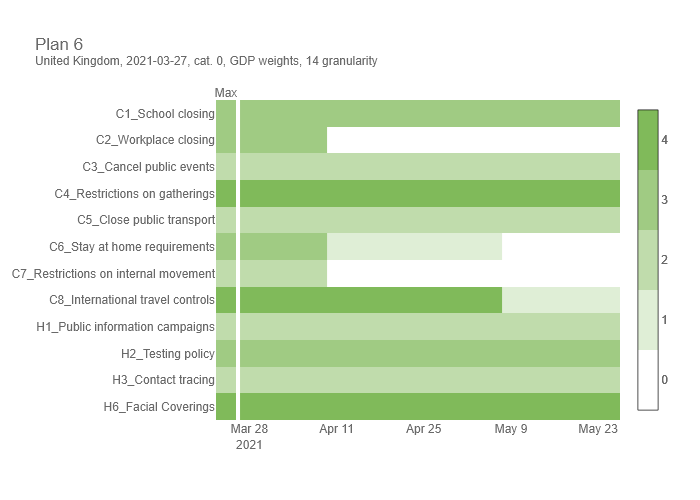 Plan 6
United Kingdom, 2021-03-27, cat. 0, GDP weights, 14 granularity
Max
C1_School closing
C2_Workplace closing
C3_Cancel public events
C4_Restrictions on gatherings
C5_Close public transport
C6_Stay at home requirements
C7_Restrictions on internal movement
C8_International travel controls
H1_Public information campaigns
H2_Testing policy
H3_Contact tracing
H6_Facial Coverings
Mar 28 Apr 11 Apr 25 May 9 May 23
2021
4
3
2
1
0